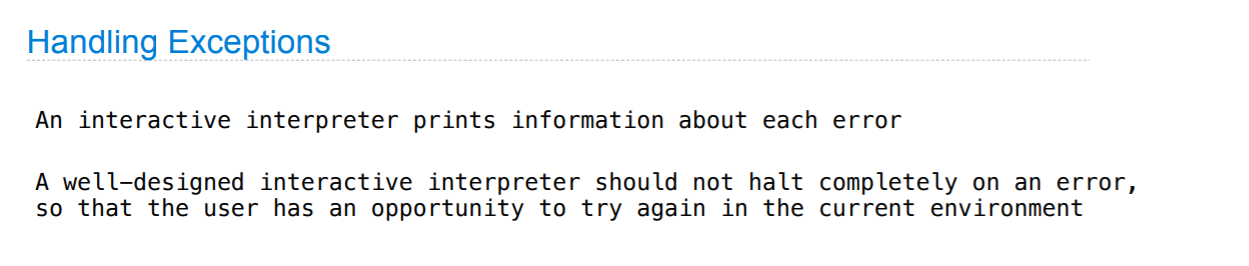 Handling Exceptions
An interactive interpreter prints information about each error
A well-designed interactive interpreter should not halt completely on an error,
so that the user has an opportunity to try again in the current environment